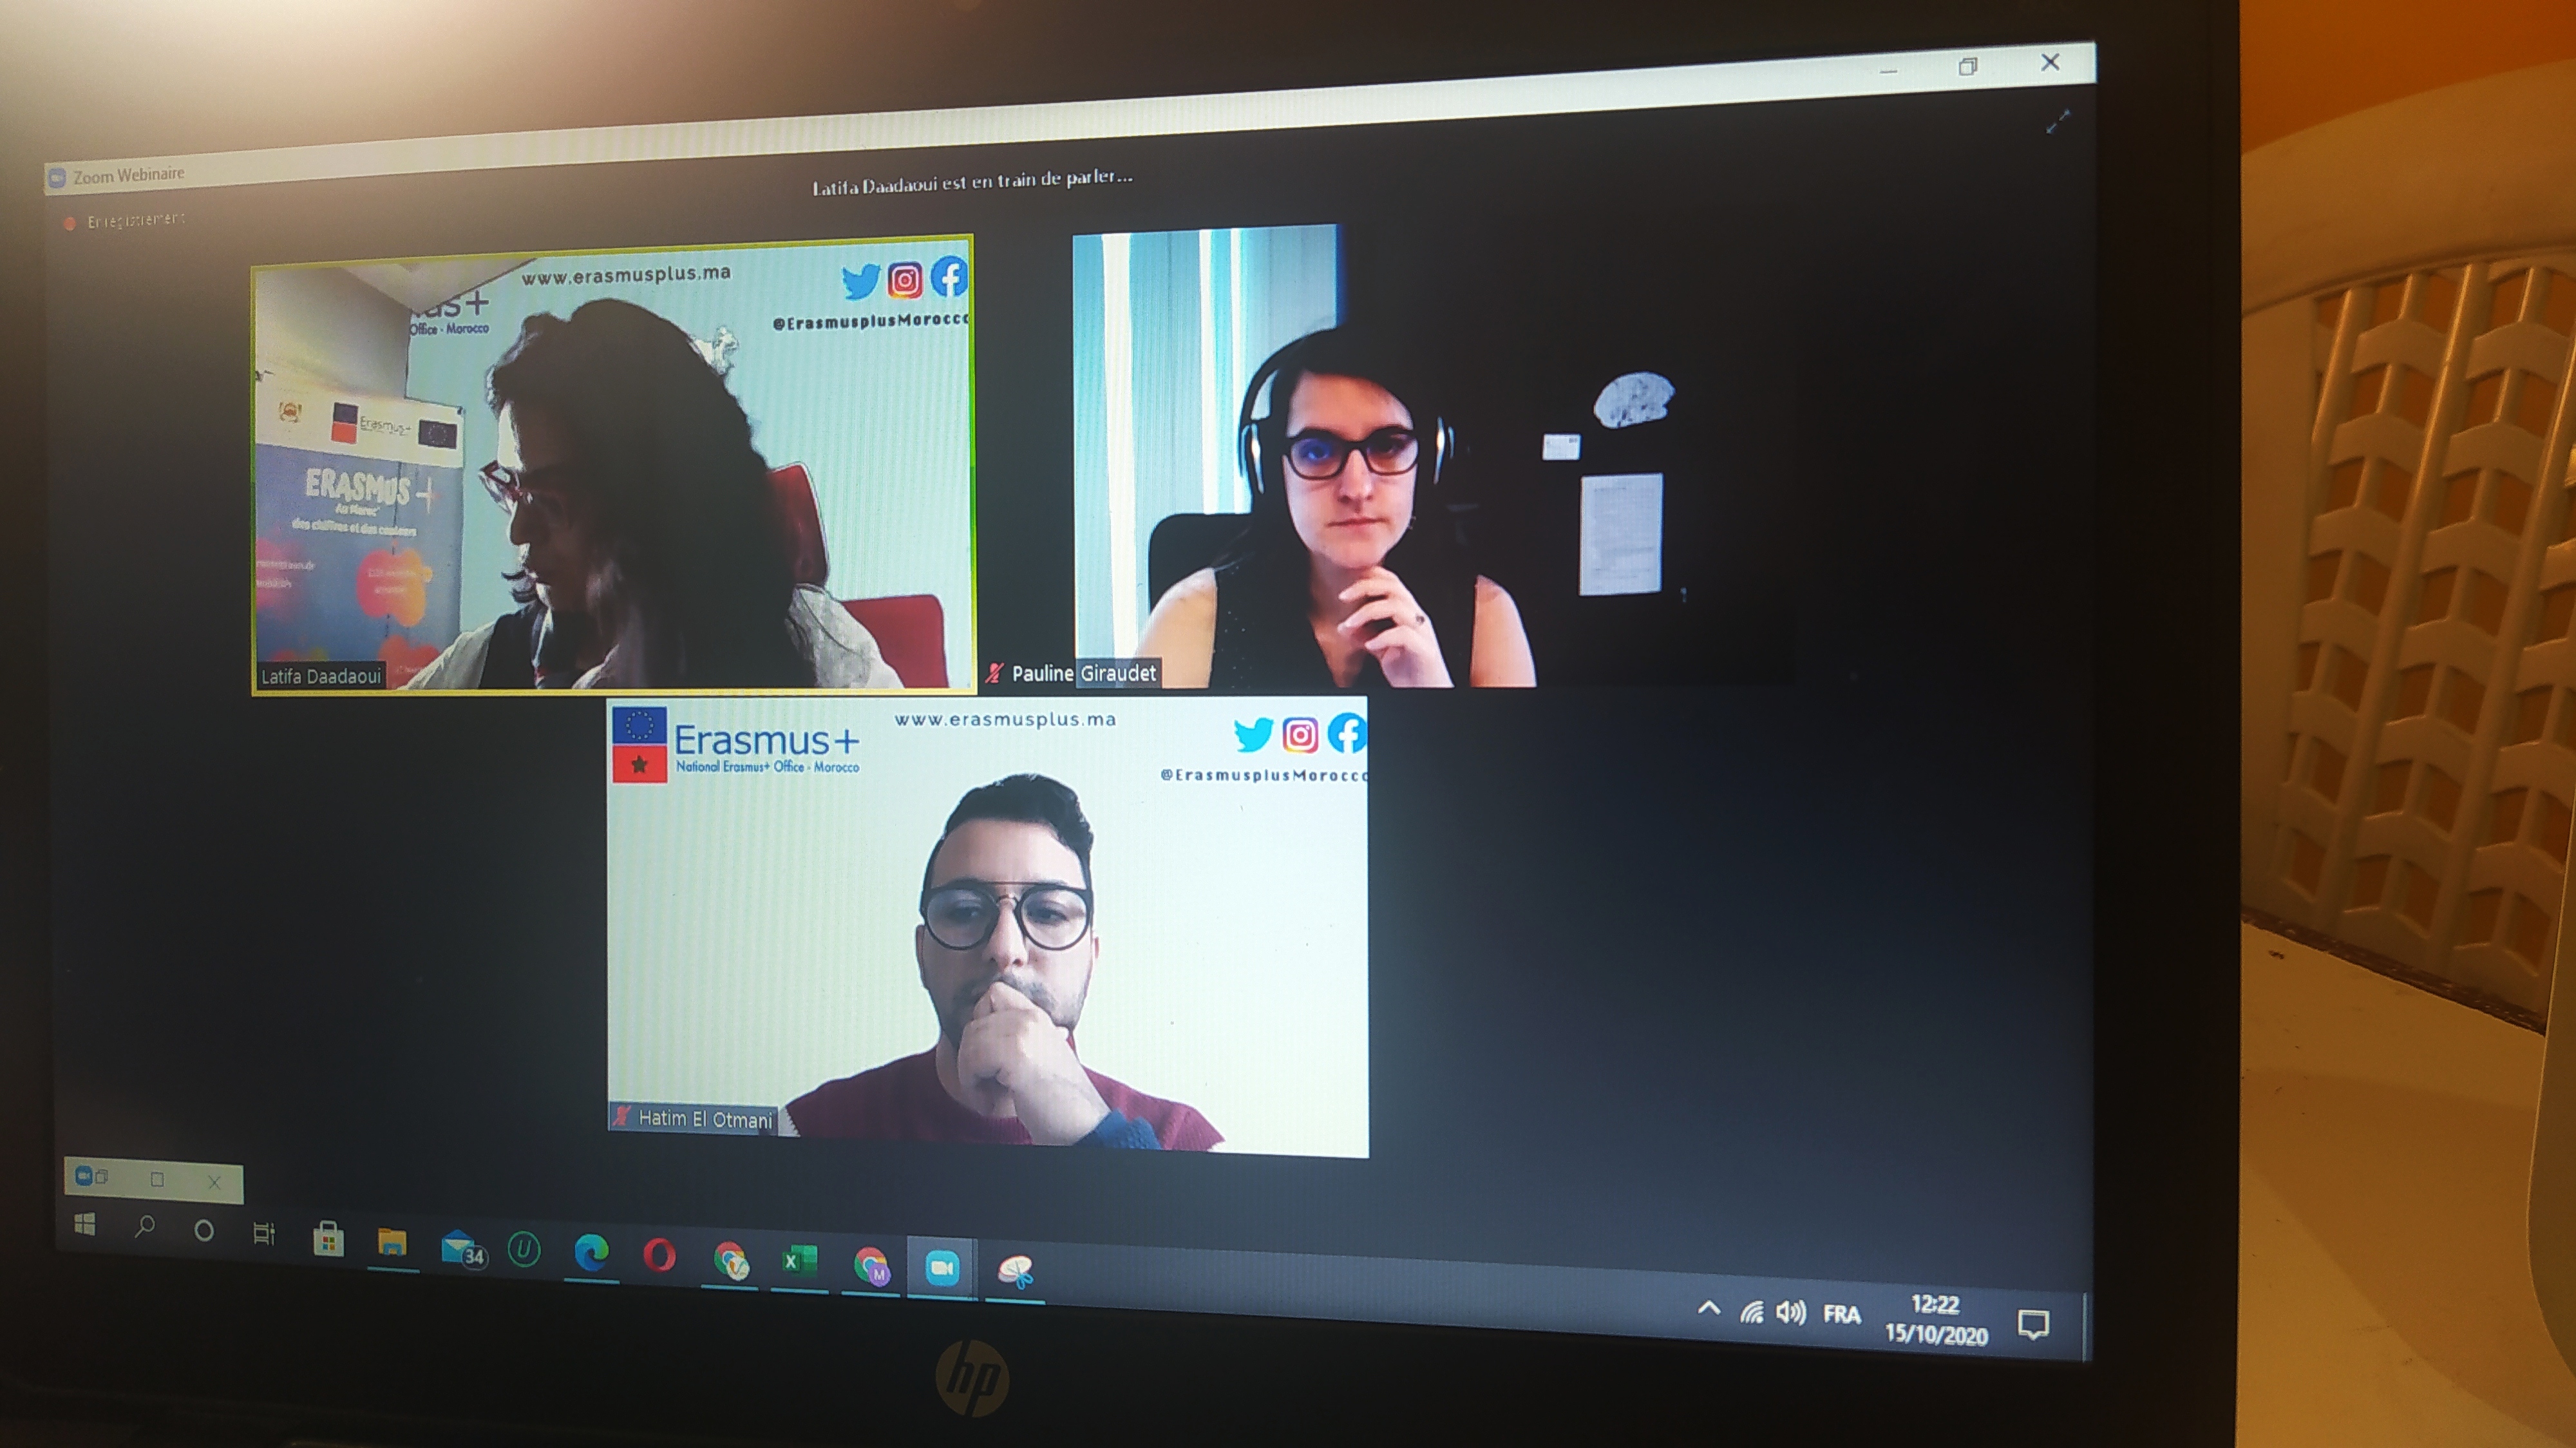 Zoom Webinaire
Latifa Daadaoui est en train de parler...
Enregistrement
www.erasmusplus.ma
us+
Office - Morocco
@ErasmusplusMorocc
Erasmus+
ERASMUS +
Au Maroc
des chiffres et des couleurs
Latifa Daadaoui
Pauline Giraudet
Erasmus+
National Erasmus+ Office - Morocco
www.erasmusplus.ma
@ErasmusplusMorocc
Hatim El Otmani
34
U
X
M
FRA
12:22
15/10/2020
hp